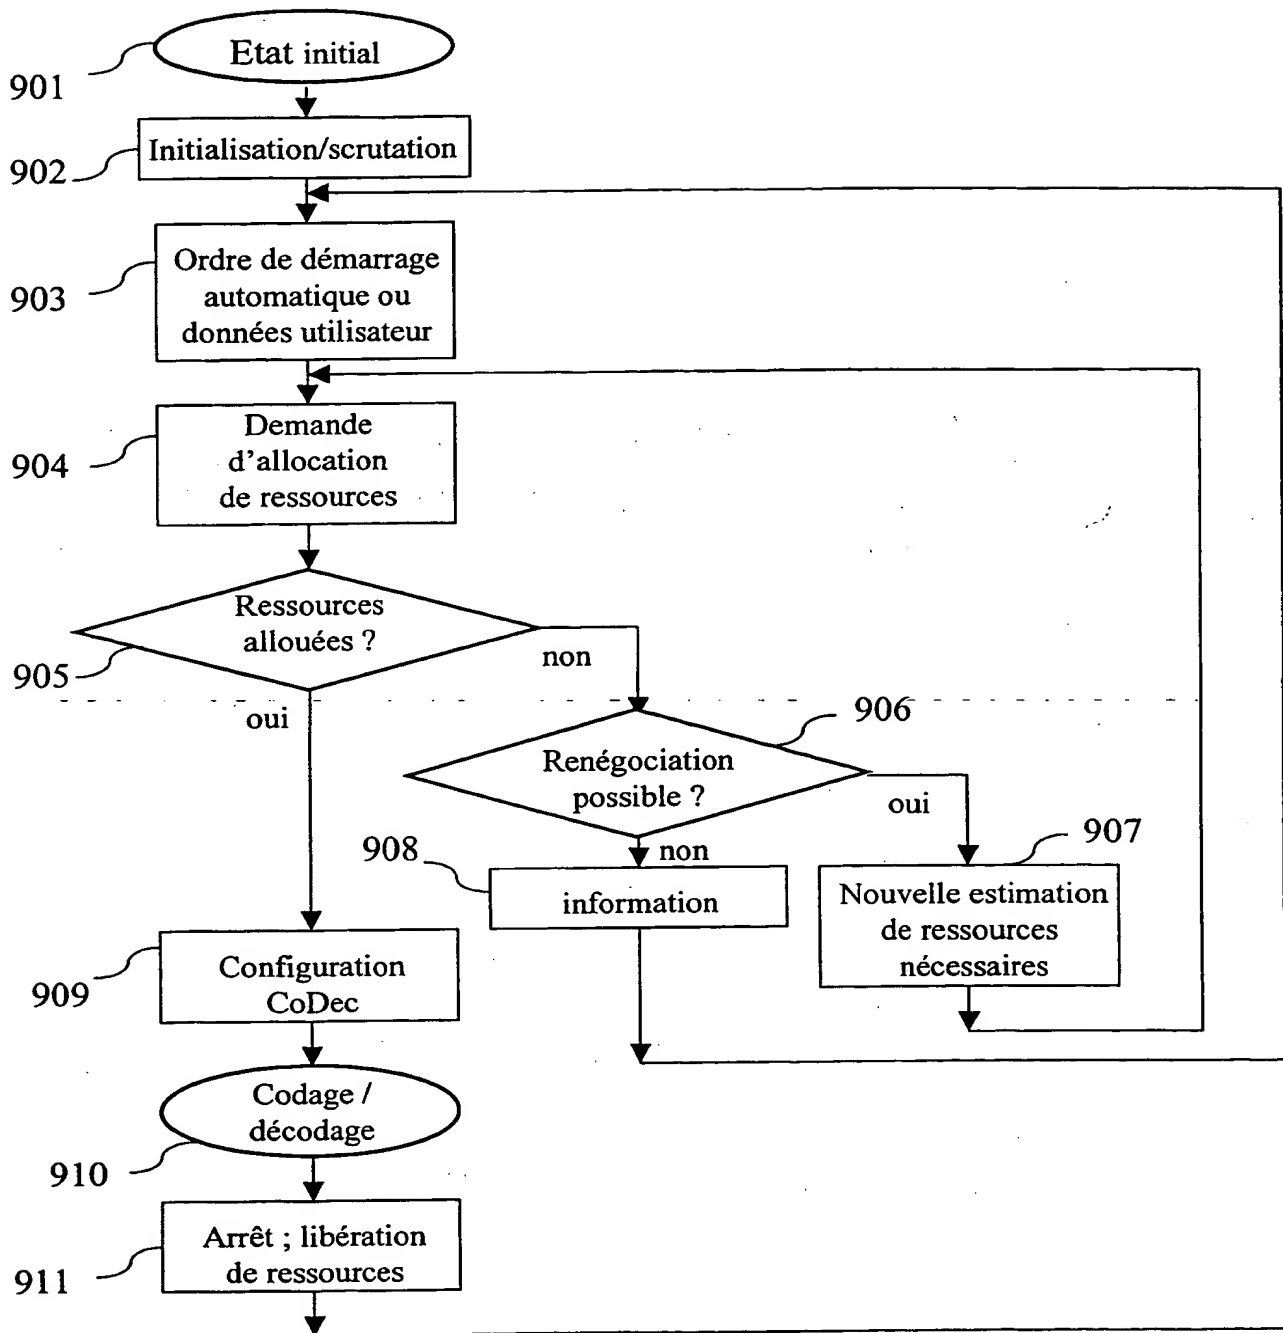 Etat initial
901
Initialisation/scrutation
902
Ordre de démarrage
automatique ou
données utilisateur
903
Demande
d'allocation
de ressources
904
Ressources
allouées ?
905
non
oui
906
Renégociation
possible ?
oui
non
907
908
information
Nouvelle estimation
de ressources
nécessaires
Configuration
CoDec
909
Codage /
décodage
910
Arrêt ; libération
de ressources
911